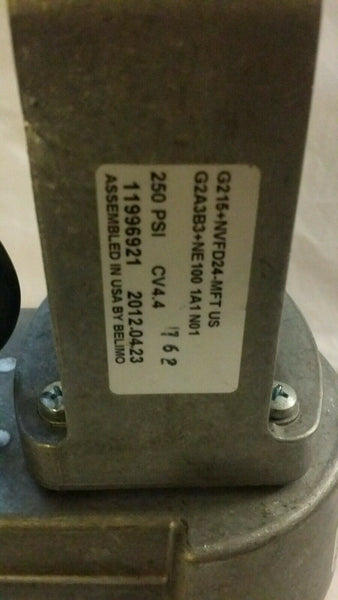 G215+NVFD24-MFT US
G2A3B3+NE100 1A1 N01
1762
250 PSI CV4.4
11996921 2012.04.23
ASSEMBLED IN USA BY BELIMO